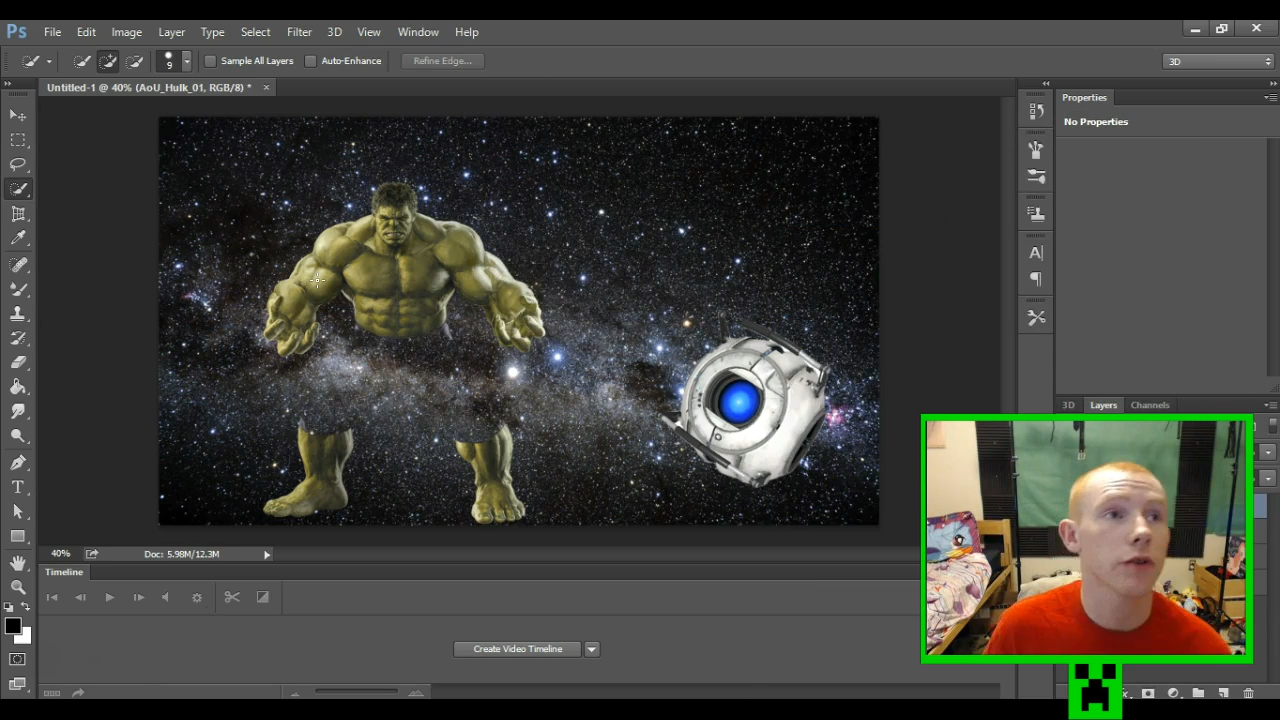 Ps File Edit Image Layer Type Select Filter 3D View Window Help
9 Sample All Layers Auto-Enhance Refine Edge... 3D
Untitled-1 @ 40% (AoU_Hulk_01, RGB/8) * ×
Properties
No Properties
3D Layers Channels
40% Doc: 5.98M/12.3M
Timeline
Create Video Timeline